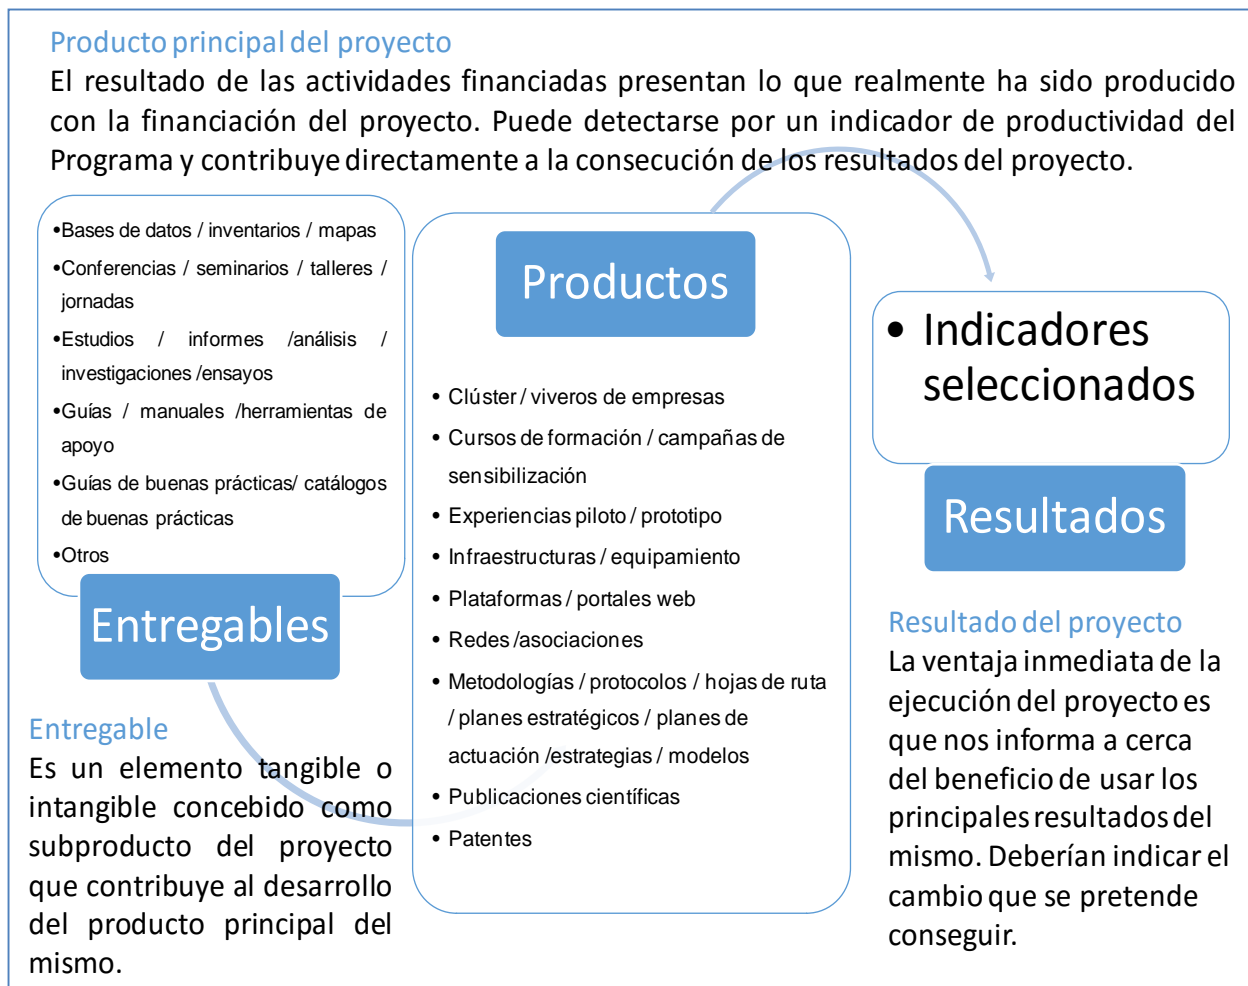 Producto principal del proyecto
El resultado de las actividades financiadas presentan lo que realmente ha sido producido
con la financiación del proyecto. Puede detectarse por un indicador de productividad del
Programa y contribuye directamente a la consecución de los resultados del proyecto.
•Bases de datos / inventarios / mapas
•Conferencias / seminarios / talleres /
jornadas
•Estudios / informes /análisis /
investigaciones /ensayos
•Guías / manuales /herramientas de
apoyo
•Guías de buenas prácticas/ catálogos
de buenas prácticas
•Otros
Entregables
Entregable
Es un elemento tangible o
intangible concebido como
subproducto del proyecto
que contribuye al desarrollo
del producto principal del
mismo.
Productos
• Clúster / viveros de empresas
• Cursos de formación / campañas de
sensibilización
• Experiencias piloto / prototipo
• Infraestructuras / equipamiento
• Plataformas / portales web
• Redes /asociaciones
• Metodologías / protocolos / hojas de ruta
/ planes estratégicos / planes de
actuación /estrategias / modelos
• Publicaciones científicas
• Patentes
• Indicadores
seleccionados
Resultados
Resultado del proyecto
La ventaja inmediata de la
ejecución del proyecto es
que nos informa a cerca
del beneficio de usar los
principales resultados del
mismo. Deberían indicar el
cambio que se pretende
conseguir.